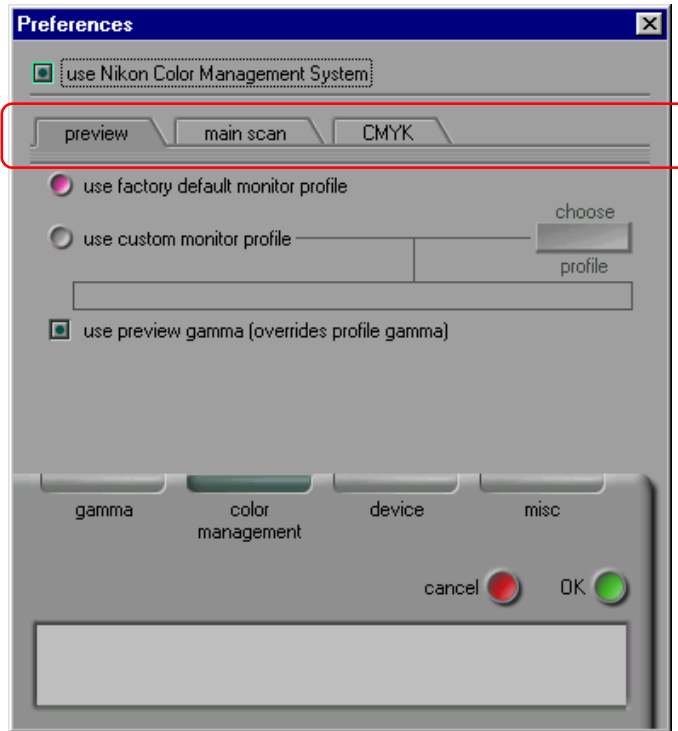 Preferences
use Nikon Color Management System
preview main scan CMYK
use factory default monitor profile
choose
use custom monitor profile
profile
use preview gamma (overrides profile gamma)
gamma color management device misc
cancel OK